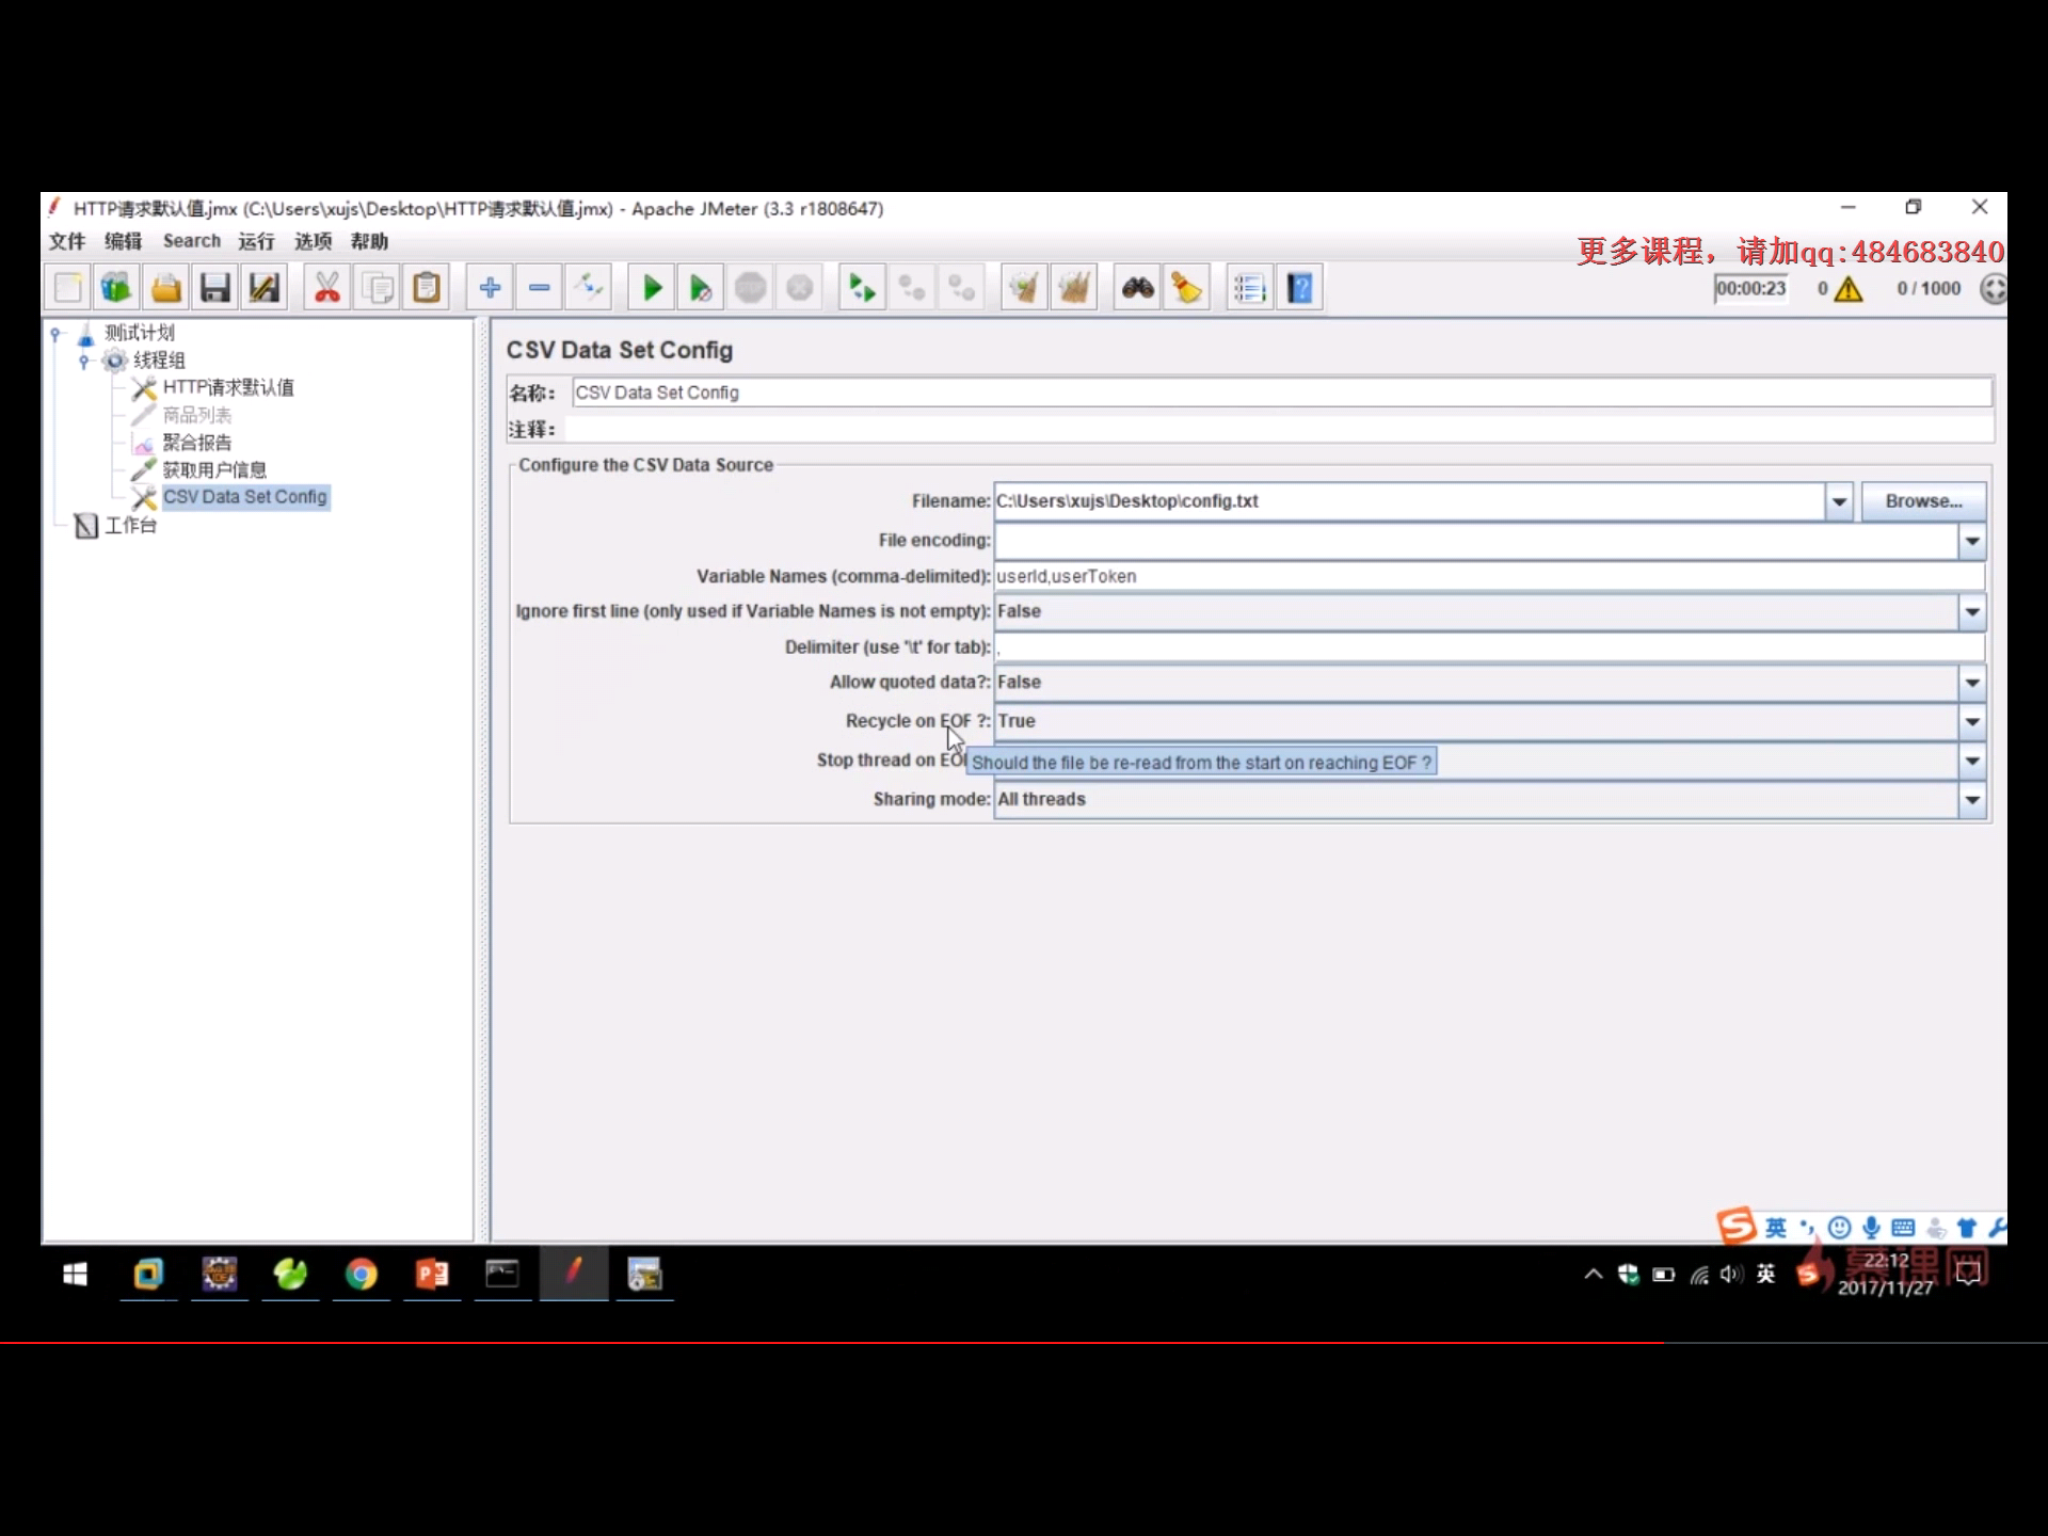 HTTP请求默认值.jmx (C:\Users\xujs\Desktop\HTTP请求默认值.jmx) - Apache JMeter (3.3 r1808647)
文件 编辑 Search 运行 选项 帮助
更多课程，请加qq:484683840
00:00:23 0 0 / 1000
测试计划
线程组
HTTP请求默认值
商品列表
聚合报告
获取用户信息
CSV Data Set Config
工作台
CSV Data Set Config
名称： CSV Data Set Config
注释：
Configure the CSV Data Source
Filename: C:\Users\xujs\Desktop\config.txt Browse...
File encoding:
Variable Names (comma-delimited): userId,userToken
Ignore first line (only used if Variable Names is not empty): False
Delimiter (use '\t' for tab): ,
Allow quoted data?: False
Recycle on EOF ?: True
Stop thread on EO
Should the file be re-read from the start on reaching EOF ?
Sharing mode: All threads
英
英
22:12
2017/11/27
慕课网